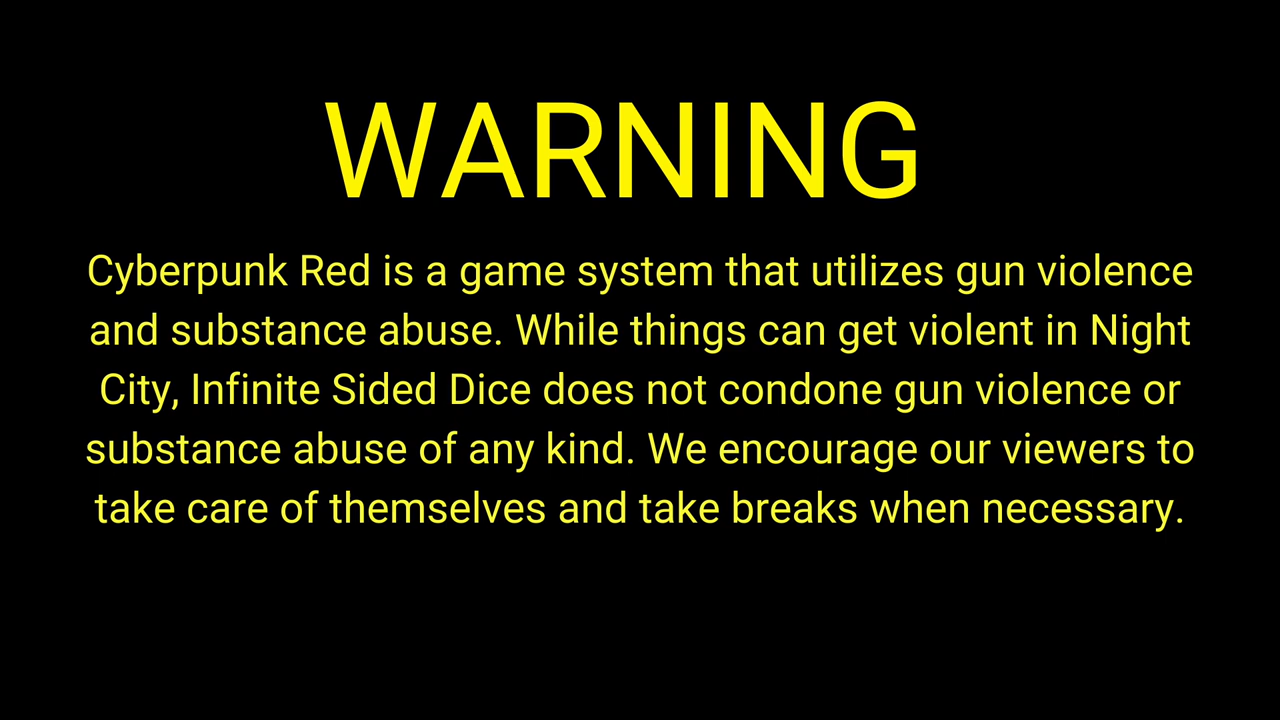 WARNING
Cyberpunk Red is a game system that utilizes gun violence
and substance abuse. While things can get violent in Night
City, Infinite Sided Dice does not condone gun violence or
substance abuse of any kind. We encourage our viewers to
take care of themselves and take breaks when necessary.